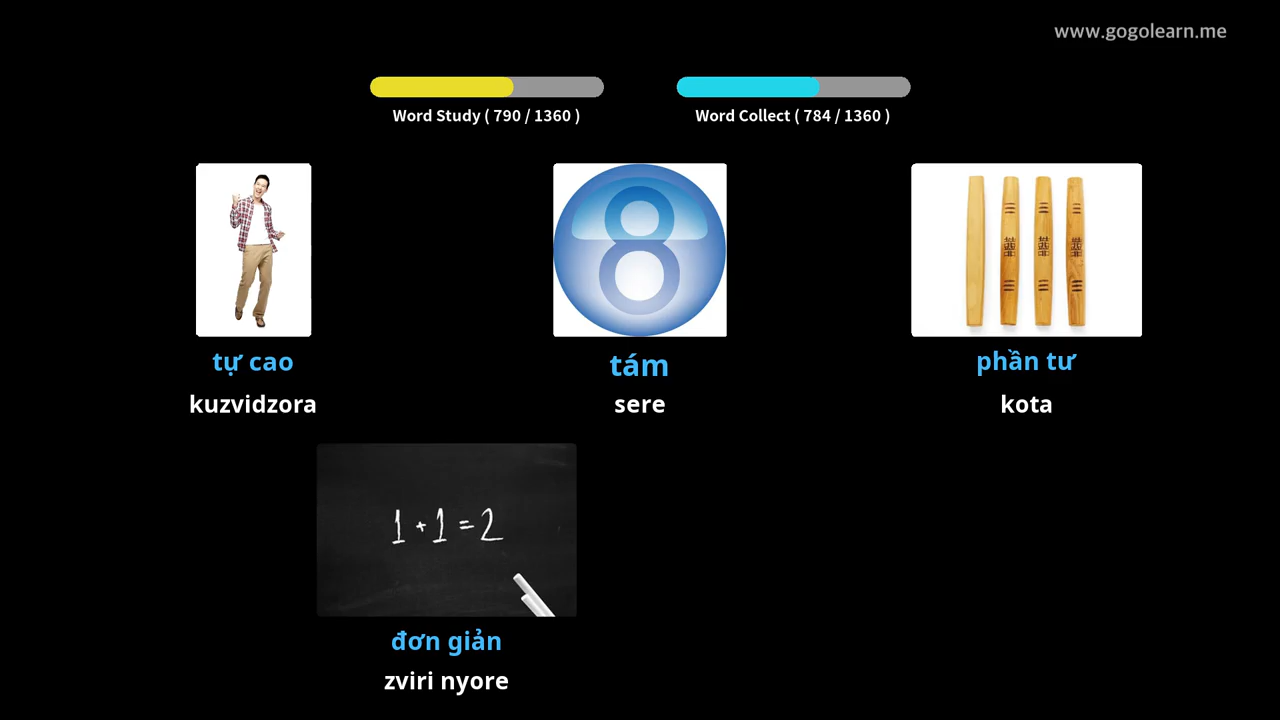 www.gogolearn.me
Word Study ( 790 / 1360 )
Word Collect ( 784 / 1360 )
8
tự cao
kuzvidzora
tám
sere
phần tư
kota
1 + 1 = 2
đơn giản
zviri nyore